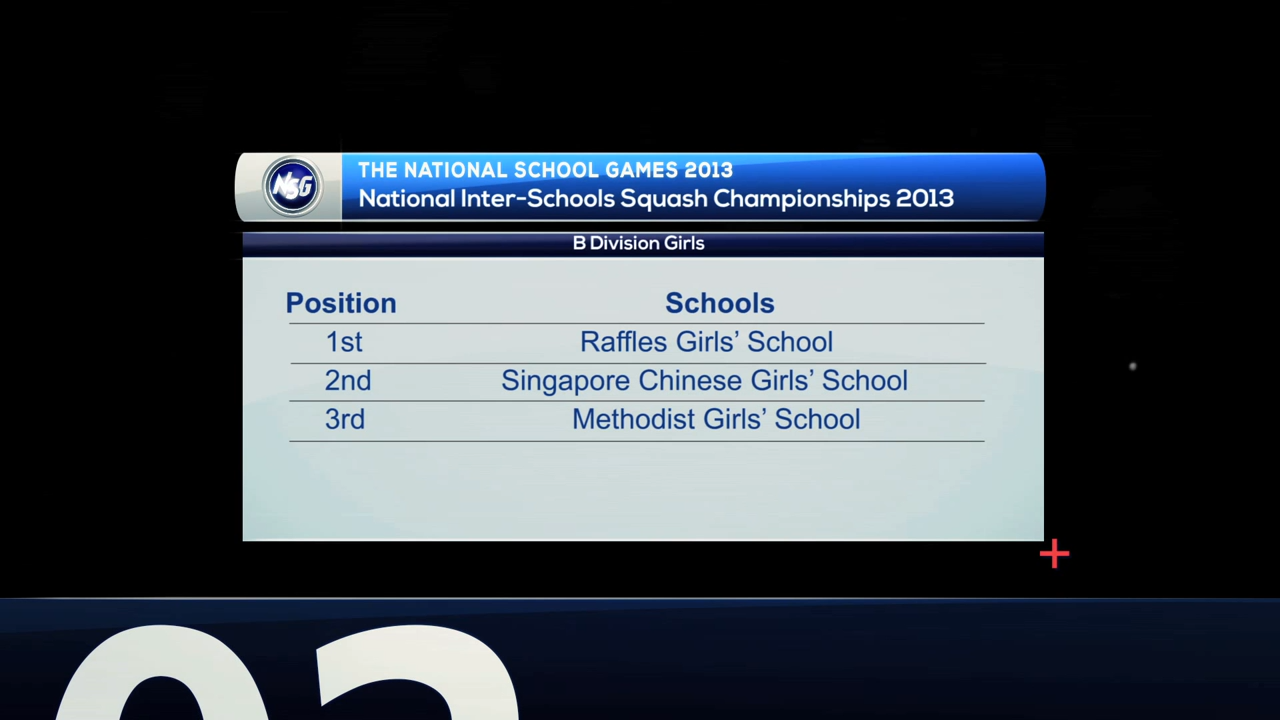 NSG
THE NATIONAL SCHOOL GAMES 2013
National Inter-Schools Squash Championships 2013
B Division Girls
Position Schools
1st Raffles Girls’ School
2nd Singapore Chinese Girls’ School
3rd Methodist Girls’ School